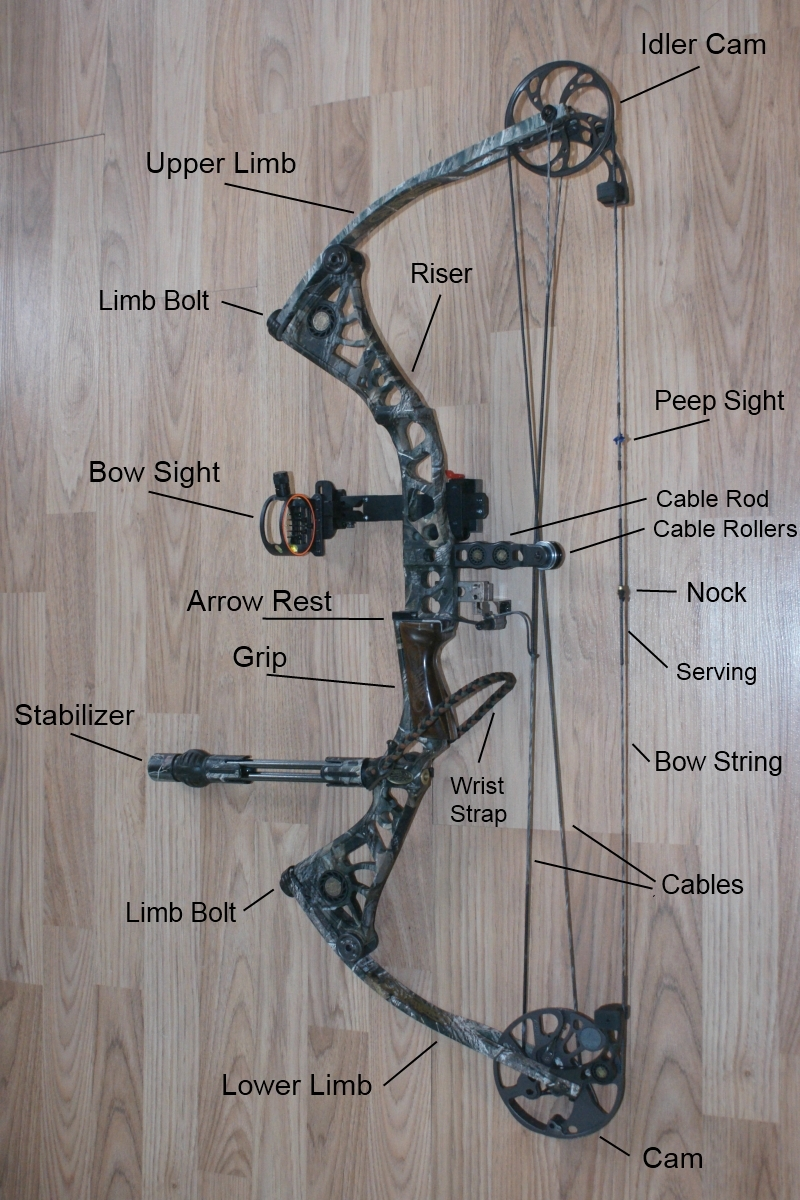 Idler Cam
Upper Limb
Riser
Limb Bolt
Peep Sight
Bow Sight
Cable Rod
Cable Rollers
Nock
Arrow Rest
Grip
Serving
Stabilizer
Bow String
Wrist
Strap
Cables
Limb Bolt
Lower Limb
Cam